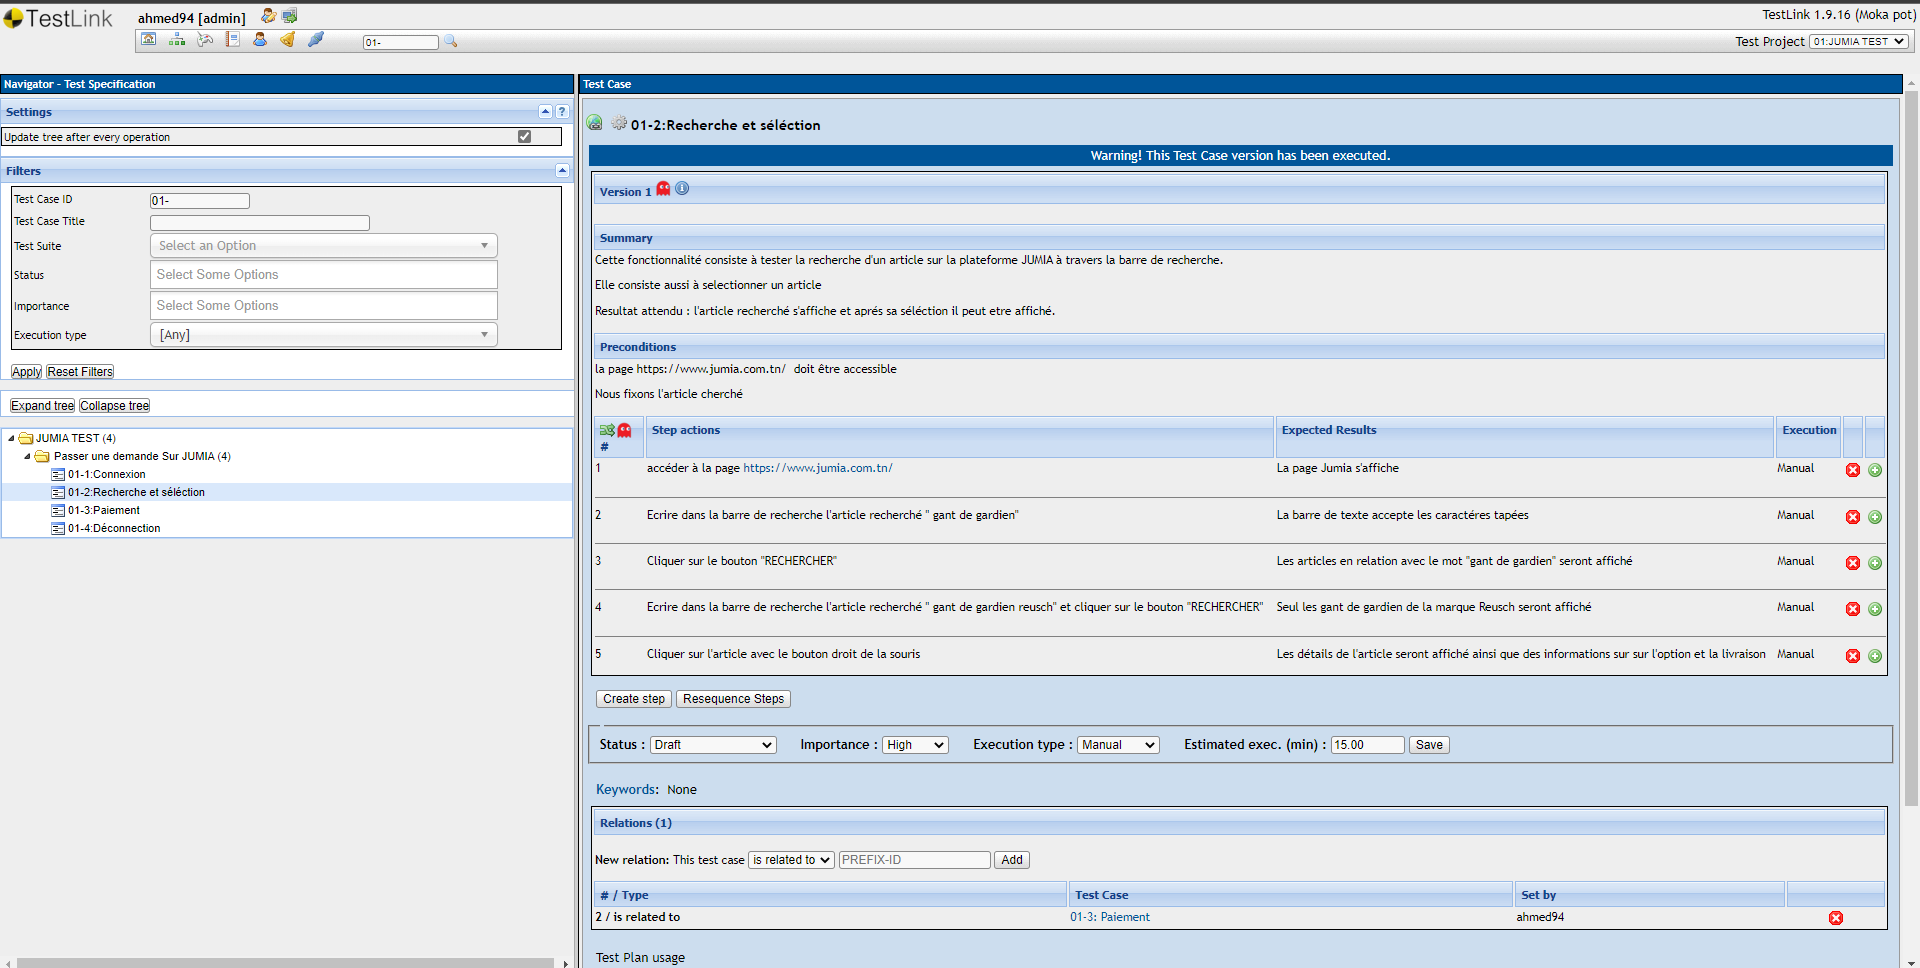 TestLink
ahmed94 [admin]
TestLink 1.9.16 (Moka pot)
01-
Test Project 01:JUMIA TEST
Navigator - Test Specification
Settings
?
Update tree after every operation
Filters
Test Case ID 01-
Test Case Title
Test Suite Select an Option
Status Select Some Options
Importance Select Some Options
Execution type [Any]
Apply Reset Filters
Expand tree Collapse tree
JUMIA TEST (4)
Passer une demande Sur JUMIA (4)
01-1:Connexion
01-2:Recherche et séléction
01-3:Paiement
01-4:Déconnection
Test Case
01-2:Recherche et séléction
Warning! This Test Case version has been executed.
Version 1
Summary
Cette fonctionnalité consiste à tester la recherche d'un article sur la plateforme JUMIA à travers la barre de recherche.
Elle consiste aussi à selectionner un article
Resultat attendu : l'article recherché s'affiche et aprés sa séléction il peut etre affiché.
Preconditions
la page https://www.jumia.com.tn/ doit être accessible
Nous fixons l'article cherché
# Step actions Expected Results Execution
1 accéder à la page https://www.jumia.com.tn/ La page Jumia s'affiche Manual
2 Ecrire dans la barre de recherche l'article recherché " gant de gardien" La barre de texte accepte les caractéres tapées Manual
3 Cliquer sur le bouton "RECHERCHER" Les articles en relation avec le mot "gant de gardien" seront affiché Manual
4 Ecrire dans la barre de recherche l'article recherché " gant de gardien reusch" et cliquer sur le bouton "RECHERCHER" Seul les gant de gardien de la marque Reusch seront affiché Manual
5 Cliquer sur l'article avec le bouton droit de la souris Les détails de l'article seront affiché ainsi que des informations sur sur l'option et la livraison Manual
Create step Resequence Steps
Status : Draft Importance : High Execution type : Manual Estimated exec. (min) : 15.00 Save
Keywords: None
Relations (1)
New relation: This test case is related to PREFIX-ID Add
# / Type Test Case Set by
2 / is related to 01-3: Paiement ahmed94
Test Plan usage